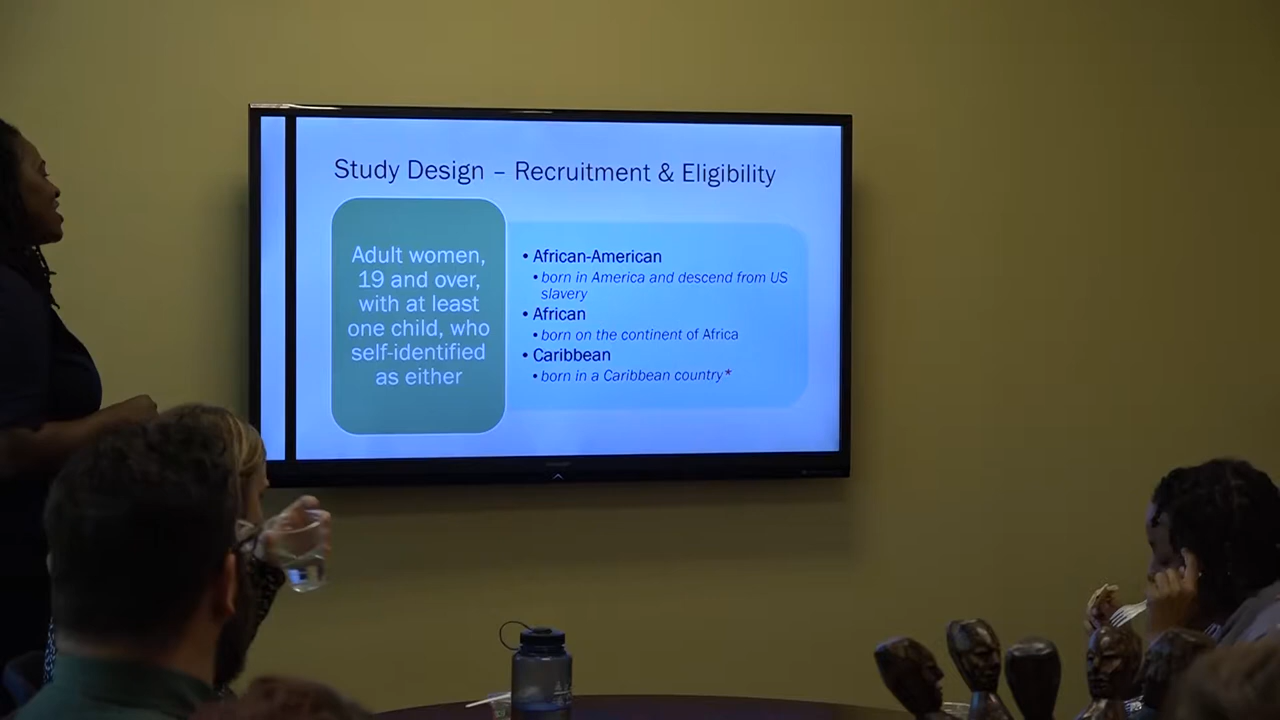 Study Design – Recruitment & Eligibility
Adult women,
19 and over,
with at least
one child, who
self-identified
as either
• African-American
• born in America and descend from US
slavery
• African
• born on the continent of Africa
• Caribbean
• born in a Caribbean country*